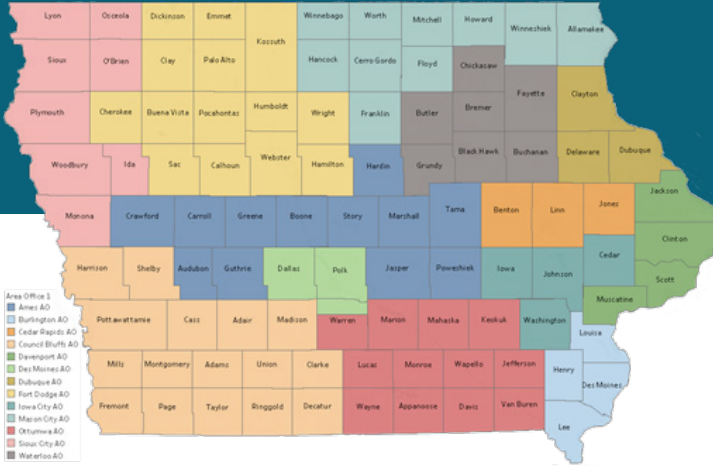 Lyon Osceola Dickinson Emmet Winnebago Worth Mitchell Howard Winneshiek Allamakee
Kossuth
Sioux O'Brien Clay Palo Alto Hancock Cerro Gordo Floyd Chickasaw
Plymouth Cherokee Buena Vista Pocahontas Humboldt Wright Franklin Butler Bremer Fayette Clayton
Woodbury Ida Sac Calhoun Webster Hamilton Hardin Grundy Black Hawk Buchanan Delaware Dubuque
Monona Crawford Carroll Greene Boone Story Marshall Tama Benton Linn Jones Jackson
Clinton
Harrison Shelby Audubon Guthrie Dallas Polk Jasper Poweshiek Iowa Johnson Cedar Scott
Muscatine
Area Office 1
Ames AO
Burlington AO
Cedar Rapids AO
Council Bluffs AO
Davenport AO
Des Moines AO
Dubuque AO
Fort Dodge AO
Iowa City AO
Mason City AO
Ottumwa AO
Sioux City AO
Waterloo AO
Pottawattamie Cass Adair Madison Warren Marion Mahaska Keokuk Washington Louisa
Mills Montgomery Adams Union Clarke Lucas Monroe Wapello Jefferson Henry Des Moines
Fremont Page Taylor Ringgold Decatur Wayne Appanoose Davis Van Buren Lee